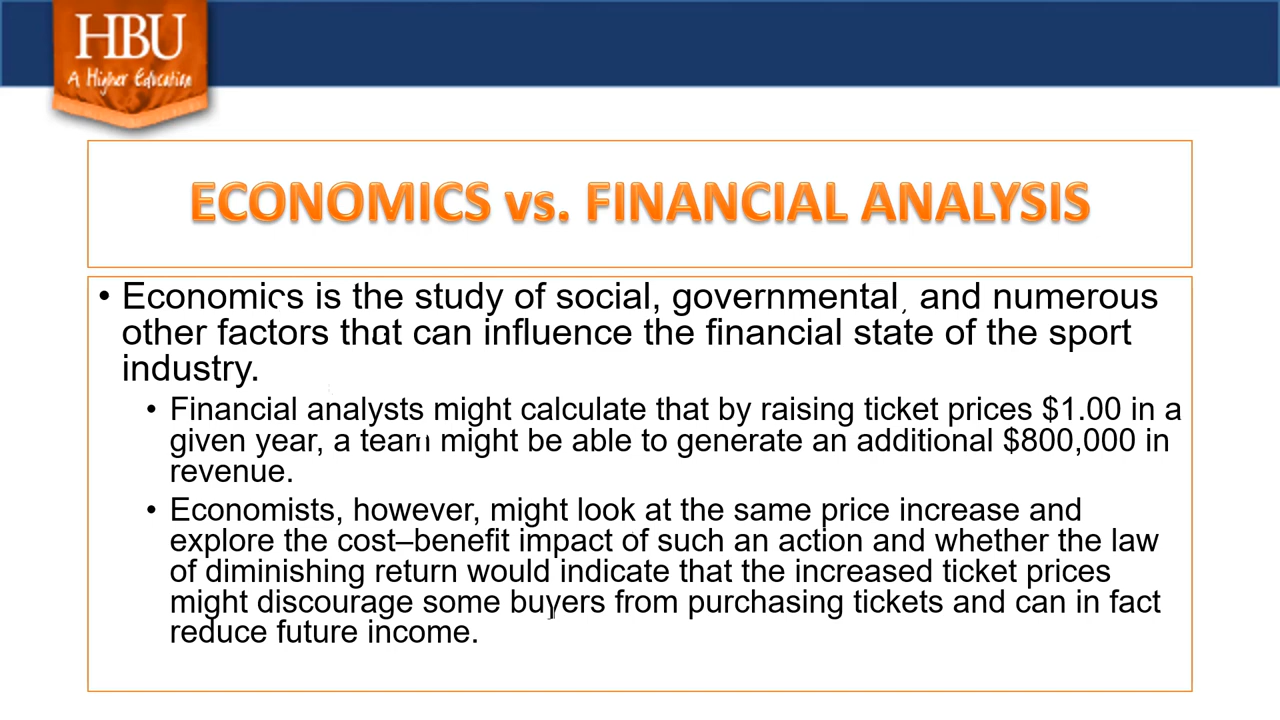 HBU
A Higher Education
ECONOMICS vs. FINANCIAL ANALYSIS
• Economics is the study of social, governmental, and numerous
other factors that can influence the financial state of the sport
industry.
• Financial analysts might calculate that by raising ticket prices $1.00 in a
given year, a team might be able to generate an additional $800,000 in
revenue.
• Economists, however, might look at the same price increase and
explore the cost–benefit impact of such an action and whether the law
of diminishing return would indicate that the increased ticket prices
might discourage some buyers from purchasing tickets and can in fact
reduce future income.